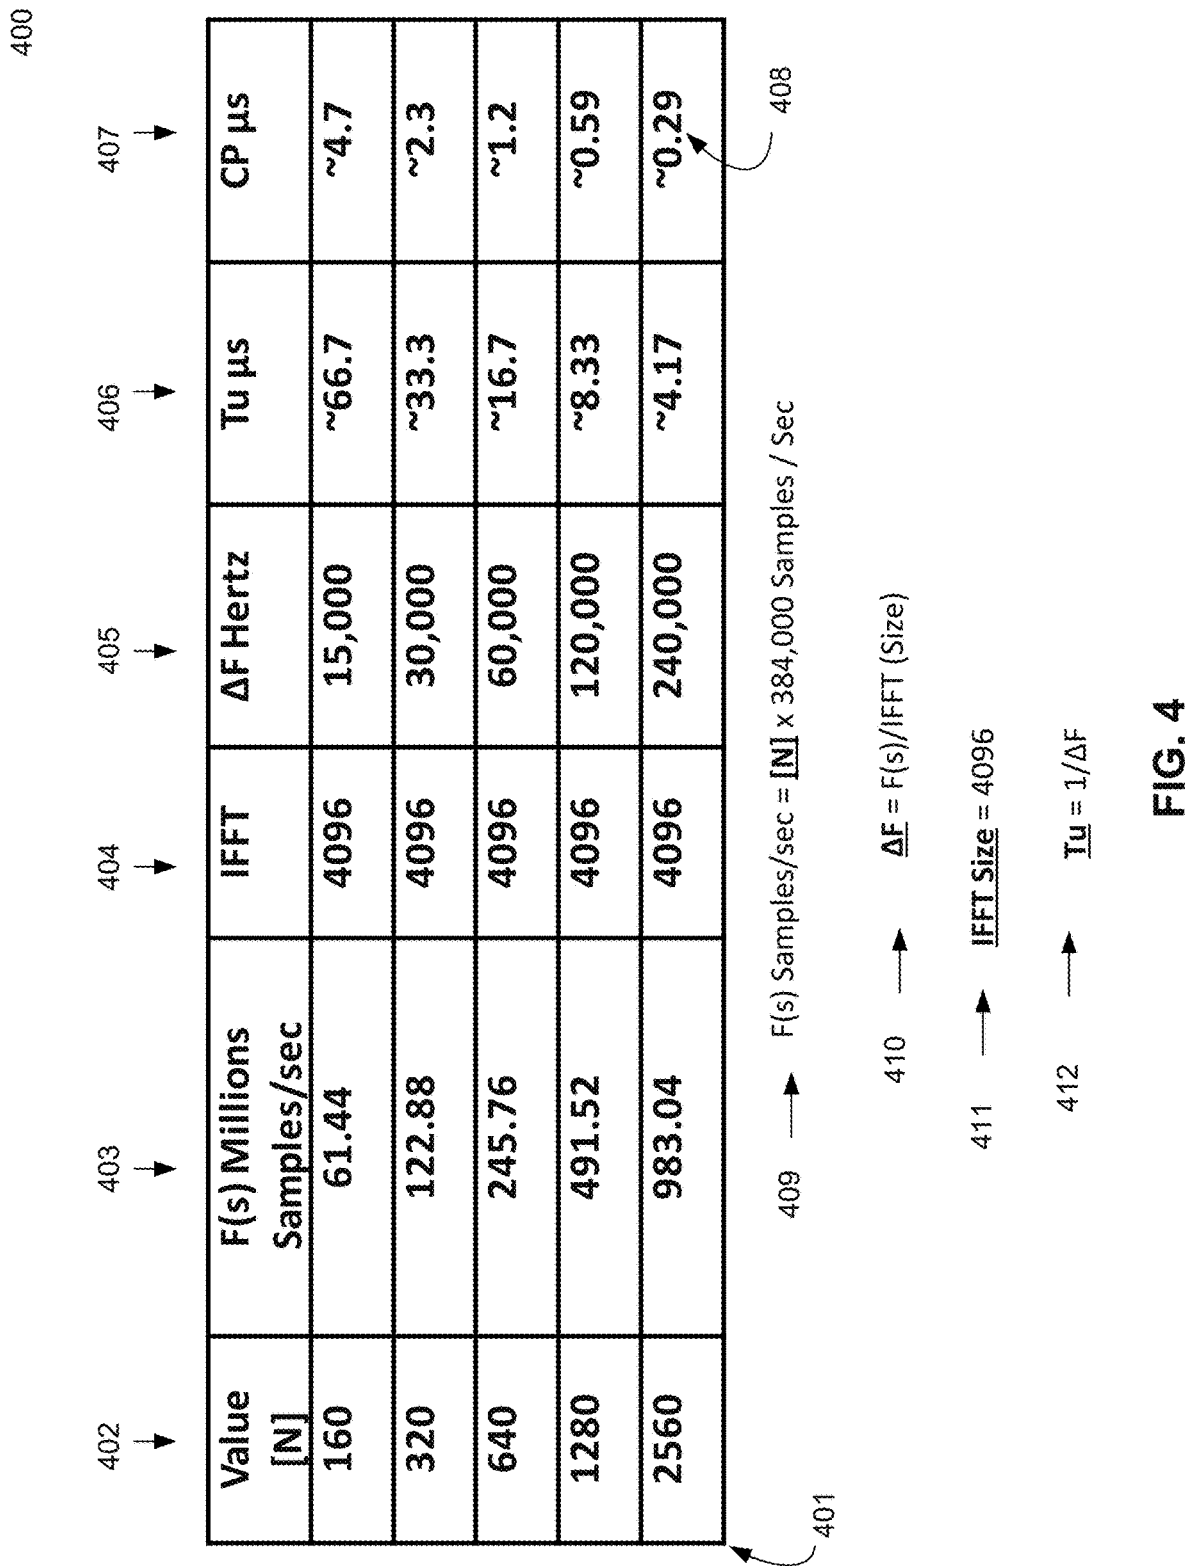 400
402 403 404 405 406 407
Value [N] F(s) Millions Samples/sec IFFT ΔF Hertz Tu µs CP µs
160 61.44 4096 15,000 ~66.7 ~4.7
320 122.88 4096 30,000 ~33.3 ~2.3
640 245.76 4096 60,000 ~16.7 ~1.2
1280 491.52 4096 120,000 ~8.33 ~0.59
2560 983.04 4096 240,000 ~4.17 ~0.29
401
408
409 F(s) Samples/sec = [N] x 384,000 Samples / Sec
410 ΔF = F(s)/IFFT (Size)
411 IFFT Size = 4096
412 Tu = 1/ΔF
FIG. 4